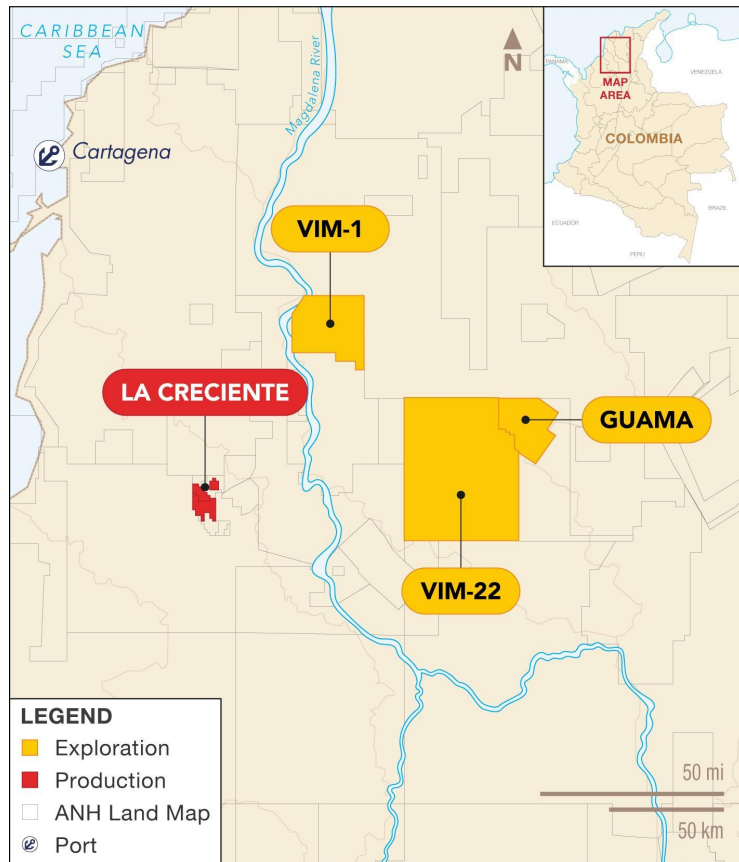 CARIBBEAN
SEA
Magdalena River
N
Cartagena
PANAMA
VENEZUELA
MAP
AREA
COLOMBIA
BRAZIL
ECUADOR
PERU
VIM-1
LA CRECIENTE
GUAMA
VIM-22
LEGEND
Exploration
Production
ANH Land Map
Port
50 mi
50 km